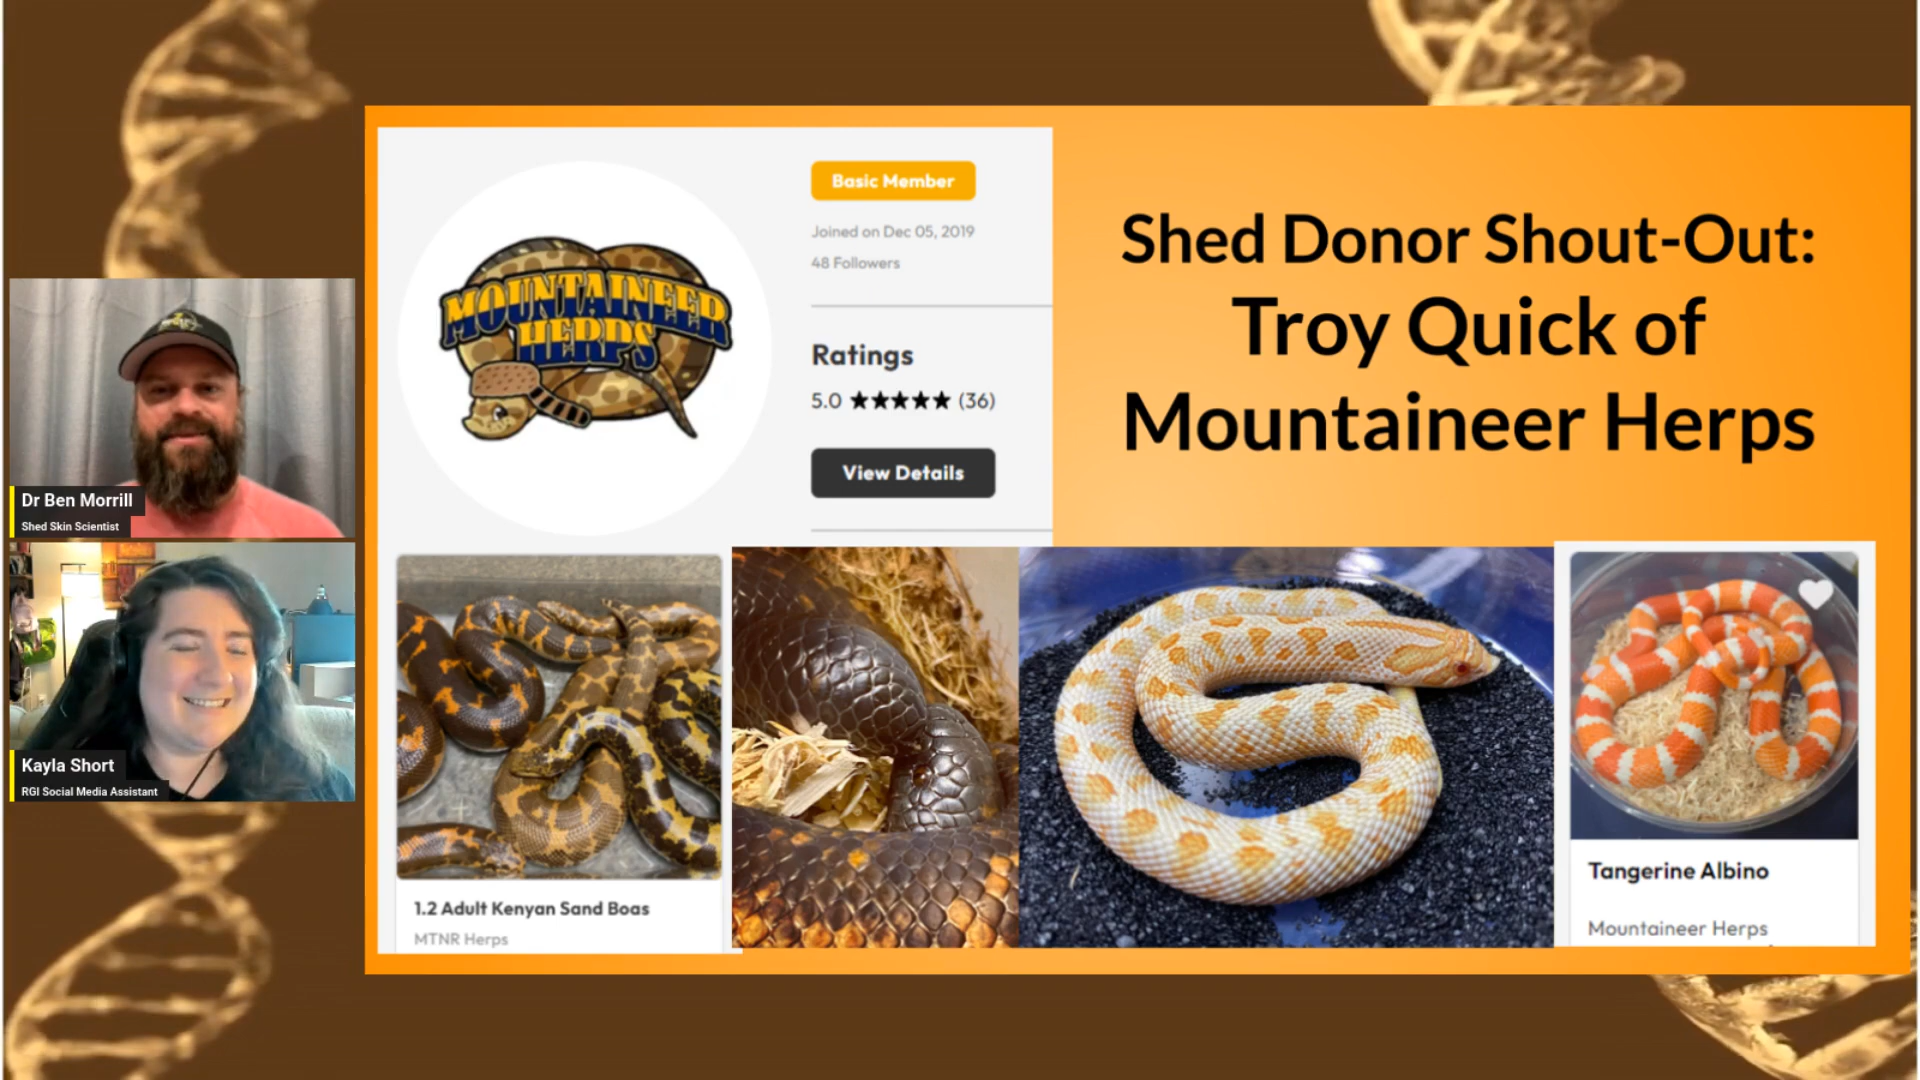 Basic Member
Joined on Dec 05, 2019
48 Followers
MOUNTAINEER
HERPS
Ratings
5.0 ★★★★★ (36)
View Details
Shed Donor Shout-Out:
Troy Quick of
Mountaineer Herps
Dr Ben Morrill
Shed Skin Scientist
Kayla Short
RGI Social Media Assistant
1.2 Adult Kenyan Sand Boas
MTNR Herps
Tangerine Albino
Mountaineer Herps